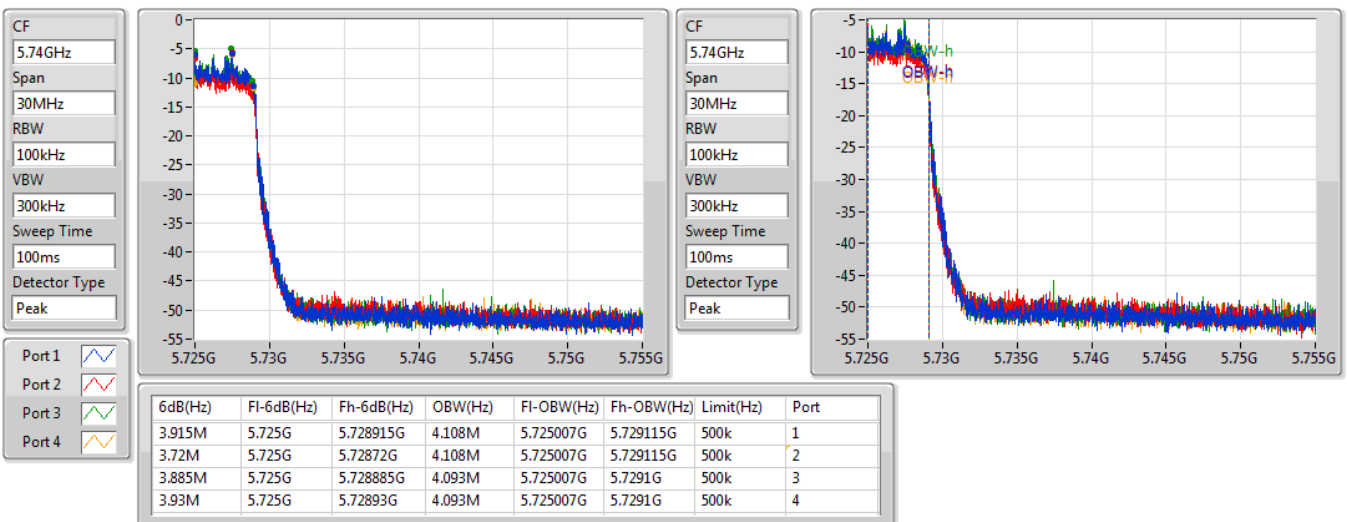 CF
5.74GHz
Span
30MHz
RBW
100kHz
VBW
300kHz
Sweep Time
100ms
Detector Type
Peak
0
-5
-10
-15
-20
-25
-30
-35
-40
-45
-50
-55
5.725G 5.73G 5.735G 5.74G 5.745G 5.75G 5.755G
CF
5.74GHz
Span
30MHz
RBW
100kHz
VBW
300kHz
Sweep Time
100ms
Detector Type
Peak
-5
-10
-15
-20
-25
-30
-35
-40
-45
-50
-55
OBW-h
OBW-h
5.725G 5.73G 5.735G 5.74G 5.745G 5.75G 5.755G
Port 1
Port 2
Port 3
Port 4
6dB(Hz) Fl-6dB(Hz) Fh-6dB(Hz) OBW(Hz) Fl-OBW(Hz) Fh-OBW(Hz) Limit(Hz) Port
3.915M 5.725G 5.728915G 4.108M 5.725007G 5.729115G 500k 1
3.72M 5.725G 5.72872G 4.108M 5.725007G 5.729115G 500k 2
3.885M 5.725G 5.728885G 4.093M 5.725007G 5.7291G 500k 3
3.93M 5.725G 5.72893G 4.093M 5.725007G 5.7291G 500k 4